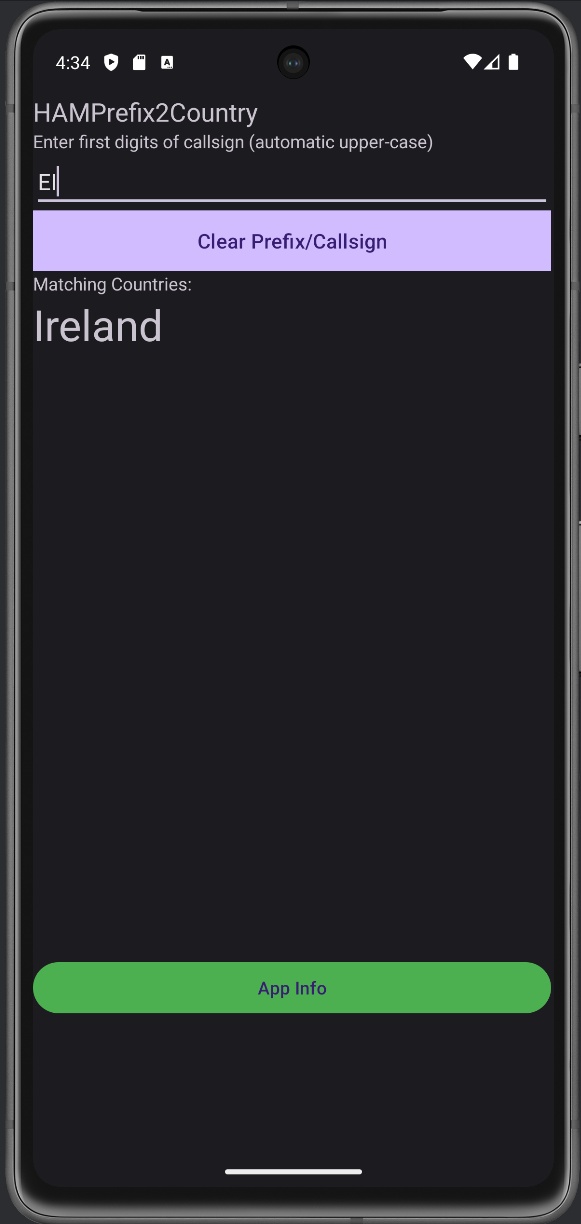 4:34
HAMPrefix2Country
Enter first digits of callsign (automatic upper-case)
EI
Clear Prefix/Callsign
Matching Countries:
Ireland
App Info